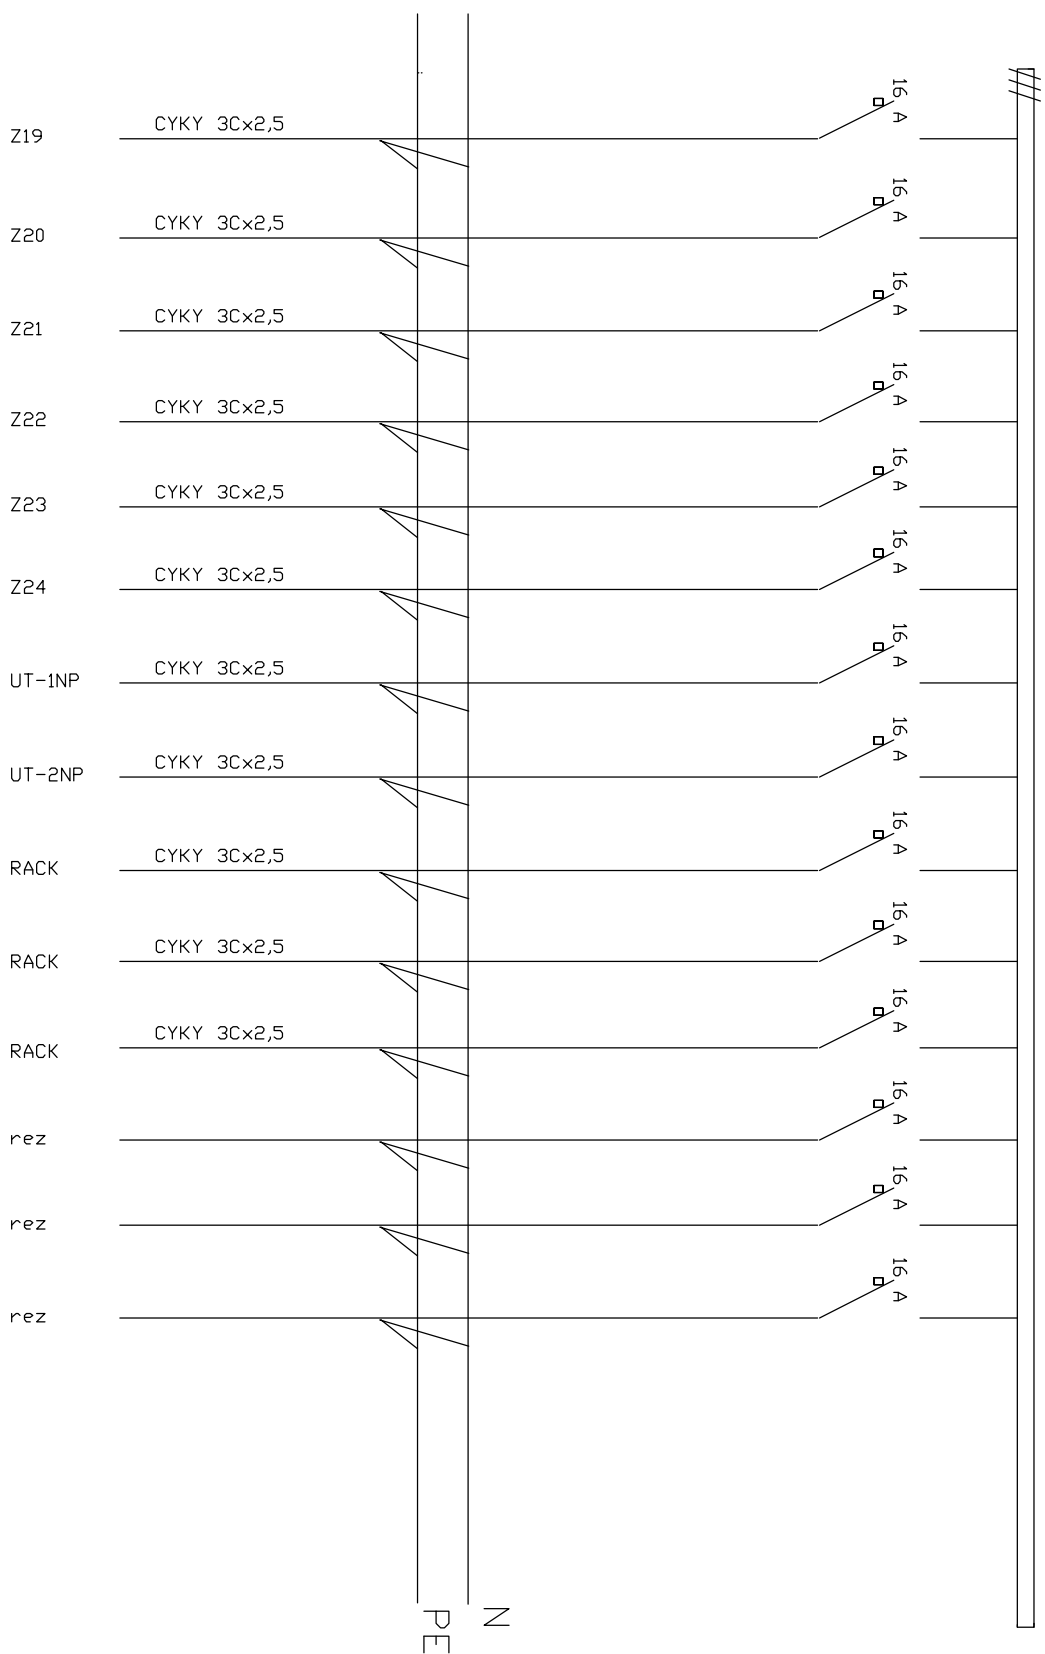 16 A
CYKY 3Cx2,5
Z19
16 A
CYKY 3Cx2,5
Z20
16 A
CYKY 3Cx2,5
Z21
16 A
CYKY 3Cx2,5
Z22
16 A
CYKY 3Cx2,5
Z23
16 A
CYKY 3Cx2,5
Z24
16 A
CYKY 3Cx2,5
UT-1NP
16 A
CYKY 3Cx2,5
UT-2NP
16 A
CYKY 3Cx2,5
RACK
16 A
CYKY 3Cx2,5
RACK
16 A
CYKY 3Cx2,5
RACK
16 A
rez
16 A
rez
16 A
rez
N
PE